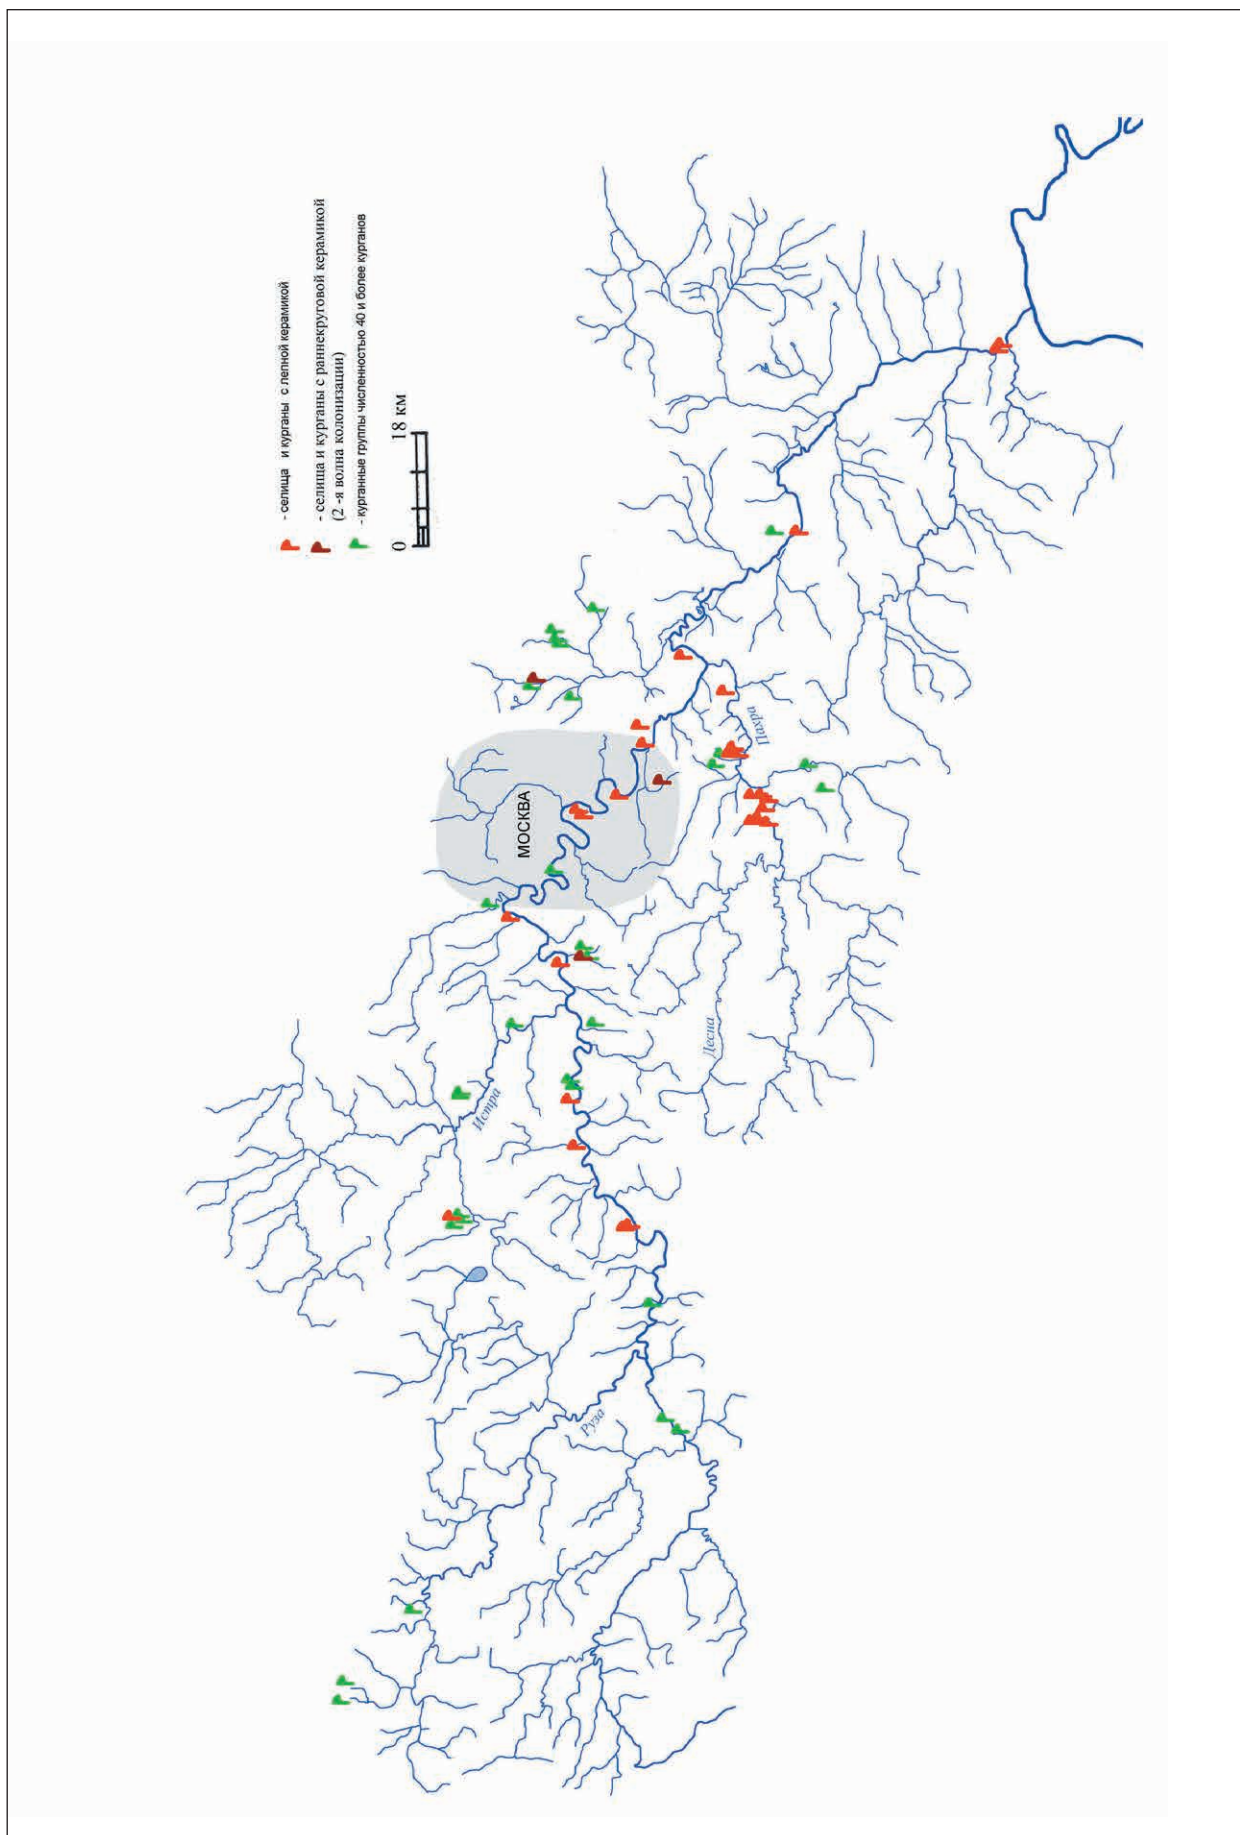 - селища и курганы с лепной керамикой
- селища и курганы с раннекруговой керамикой
(2 -я волна колонизации)
- курганные группы численностью 40 и более курганов
0 18 км
МОСКВА
Пахра
Десна
Истра
Руза